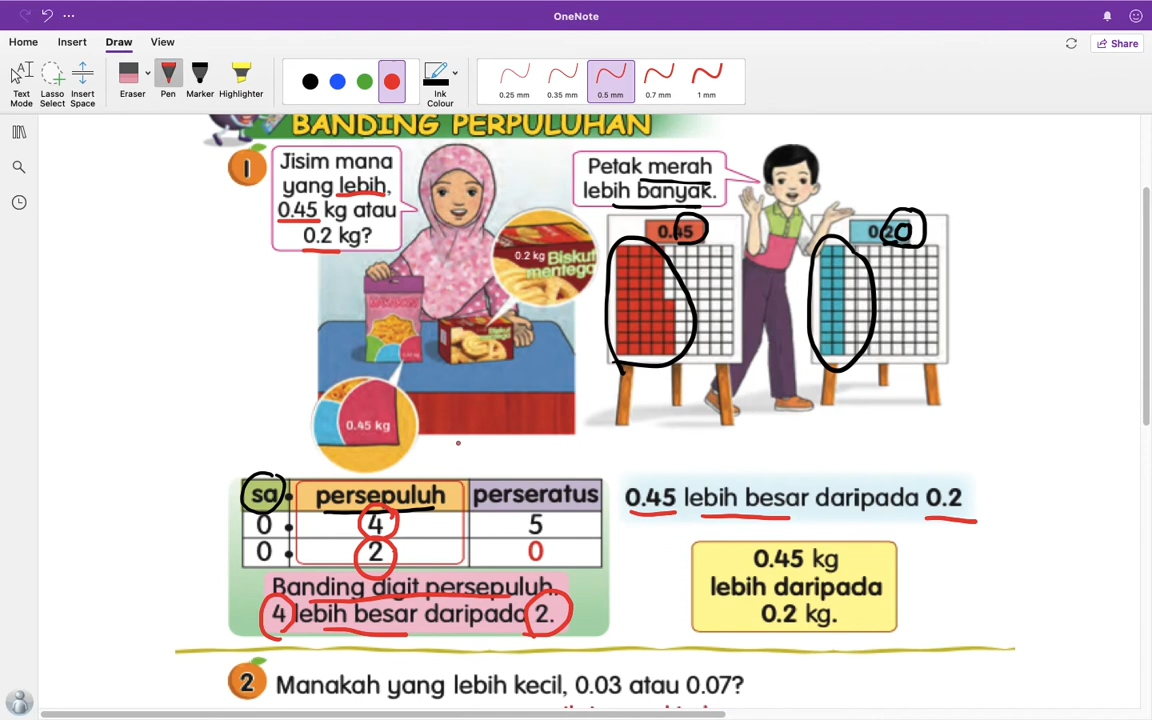 OneNote
Home Insert Draw View
Share
Text Mode
Lasso Select
Insert Space
Eraser
Pen
Marker
Highlighter
Ink Colour
0.25 mm
0.35 mm
0.5 mm
0.7 mm
1 mm
BANDING PERPULUHAN
1
Jisim mana
yang lebih,
0.45 kg atau
0.2 kg?
Petak merah
lebih banyak.
0.2 kg
Biskut
mentega
0.45
0.20
0.45 kg
sa . persepuluh perseratus
0 . 4 5
0 . 2 0
Banding digit persepuluh.
4 lebih besar daripada 2.
0.45 lebih besar daripada 0.2
0.45 kg
lebih daripada
0.2 kg.
2 Manakah yang lebih kecil, 0.03 atau 0.07?